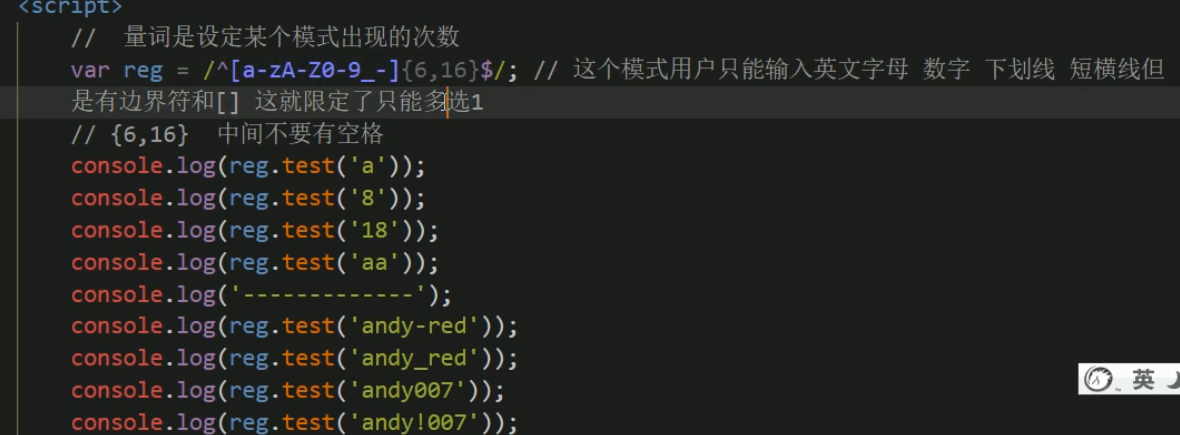 <script>
// 量词是设定某个模式出现的次数
var reg = /^[a-zA-Z0-9_-]{6,16}$/; // 这个模式用户只能输入英文字母 数字 下划线 短横线但
是有边界符和[] 这就限定了只能多选1
// {6,16} 中间不要有空格
console.log(reg.test('a'));
console.log(reg.test('8'));
console.log(reg.test('18'));
console.log(reg.test('aa'));
console.log('-------------');
console.log(reg.test('andy-red'));
console.log(reg.test('andy_red'));
console.log(reg.test('andy007'));
console.log(reg.test('andy!007'));
英